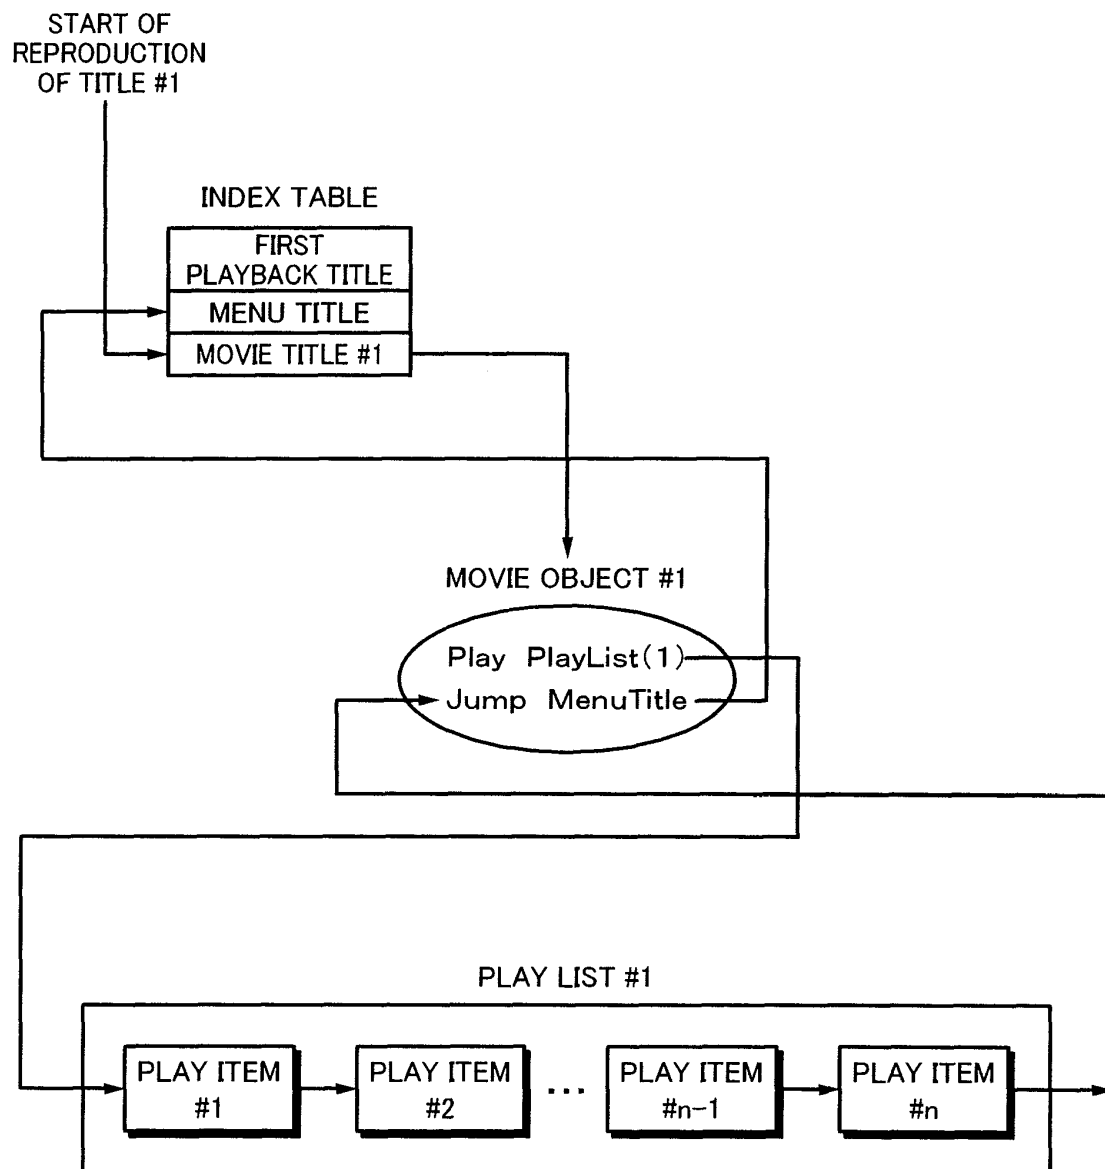 START OF
REPRODUCTION
OF TITLE #1
INDEX TABLE
FIRST
PLAYBACK TITLE
MENU TITLE
MOVIE TITLE #1
MOVIE OBJECT #1
Play PlayList(1)
Jump MenuTitle
PLAY LIST #1
PLAY ITEM
#1
PLAY ITEM
#2
...
PLAY ITEM
#n-1
PLAY ITEM
#n